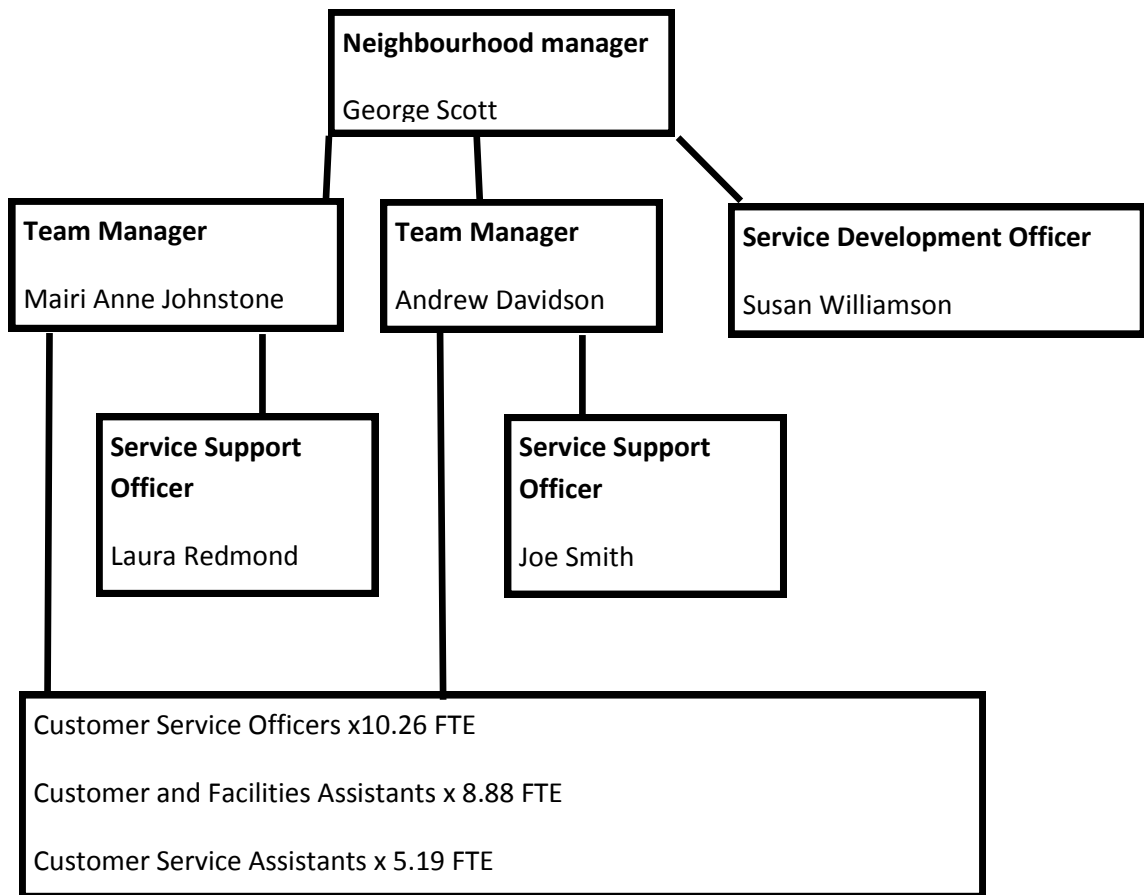 Neighbourhood manager
George Scott
Team Manager
Mairi Anne Johnstone
Team Manager
Andrew Davidson
Service Development Officer
Susan Williamson
Service Support
Officer
Laura Redmond
Service Support
Officer
Joe Smith
Customer Service Officers x10.26 FTE
Customer and Facilities Assistants x 8.88 FTE
Customer Service Assistants x 5.19 FTE